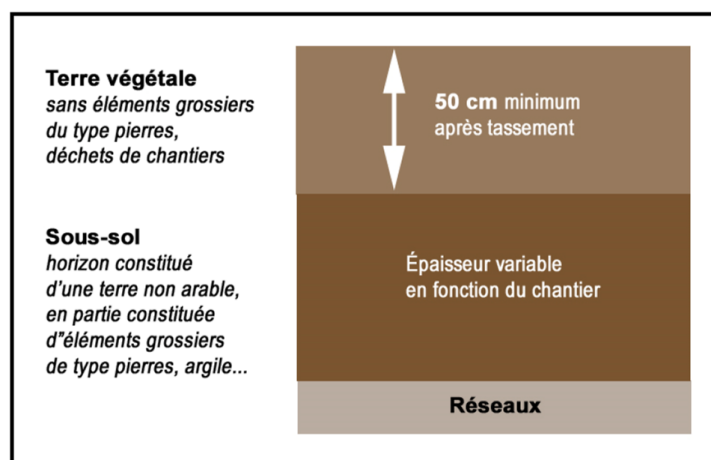 Terre végétale
sans éléments grossiers
du type pierres,
déchets de chantiers
50 cm minimum
après tassement
Sous-sol
horizon constitué
d'une terre non arable,
en partie constituée
d"éléments grossiers
de type pierres, argile...
Épaisseur variable
en fonction du chantier
Réseaux